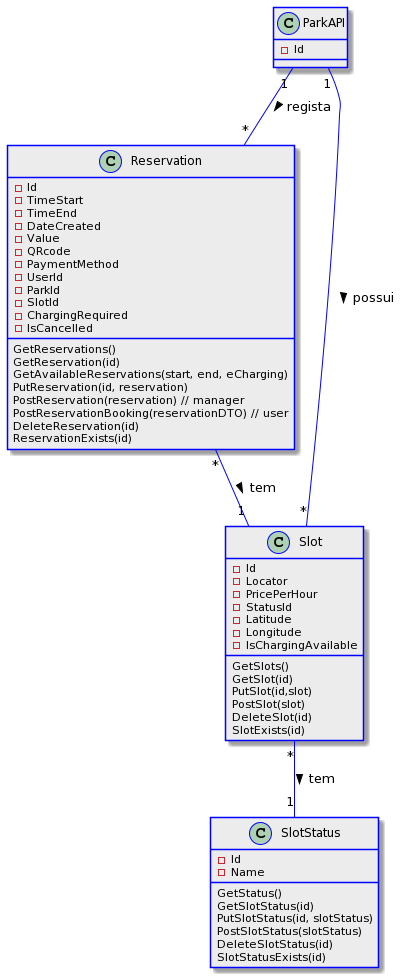 C ParkAPI
Id
1
1
regista
*
C Reservation
Id
TimeStart
TimeEnd
DateCreated
Value
QRcode
PaymentMethod
UserId
ParkId
SlotId
ChargingRequired
IsCancelled
GetReservations()
GetReservation(id)
GetAvailableReservations(start, end, eCharging)
PutReservation(id, reservation)
PostReservation(reservation) // manager
PostReservationBooking(reservationDTO) // user
DeleteReservation(id)
ReservationExists(id)
possui
*
tem
1
*
C Slot
Id
Locator
PricePerHour
StatusId
Latitude
Longitude
IsChargingAvailable
GetSlots()
GetSlot(id)
PutSlot(id,slot)
PostSlot(slot)
DeleteSlot(id)
SlotExists(id)
*
tem
1
C SlotStatus
Id
Name
GetStatus()
GetSlotStatus(id)
PutSlotStatus(id, slotStatus)
PostSlotStatus(slotStatus)
DeleteSlotStatus(id)
SlotStatusExists(id)